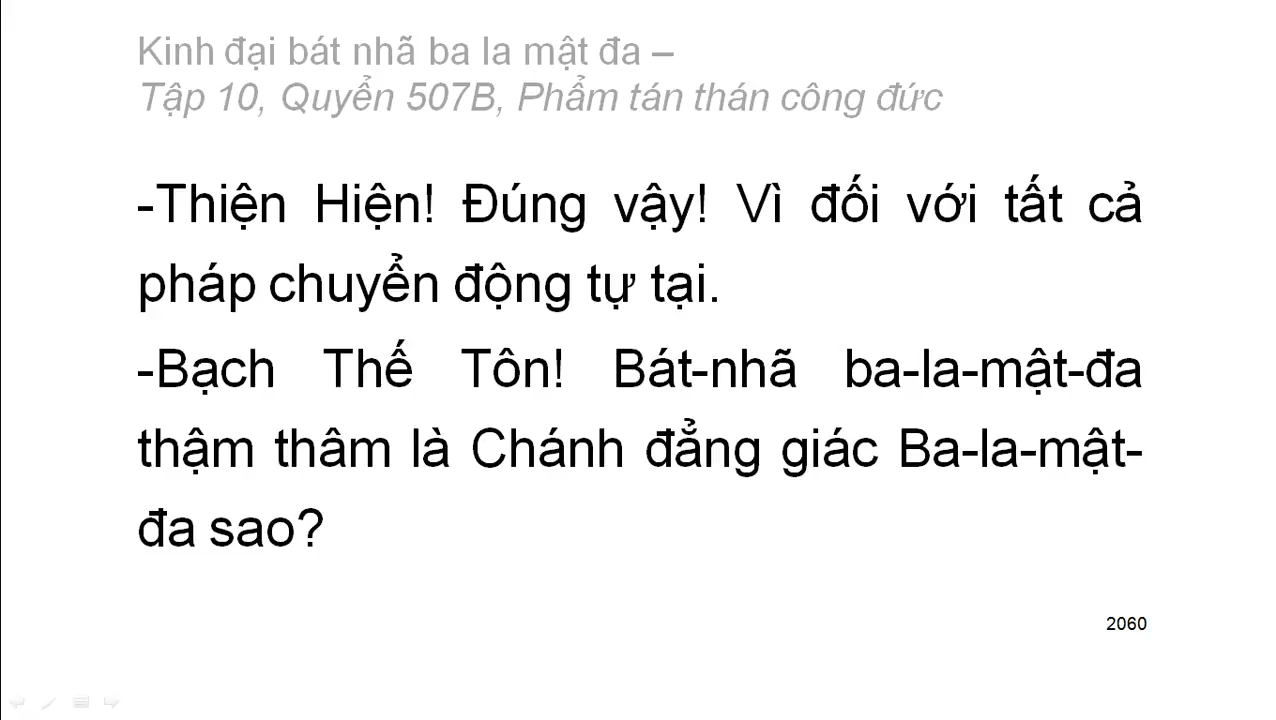 Kinh đại bát nhã ba la mật đa –
Tập 10, Quyển 507B, Phẩm tán thán công đức
-Thiện Hiện! Đúng vậy! Vì đối với tất cả
pháp chuyển động tự tại.
-Bạch Thế Tôn! Bát-nhã ba-la-mật-đa
thậm thâm là Chánh đẳng giác Ba-la-mật-
đa sao?
2060